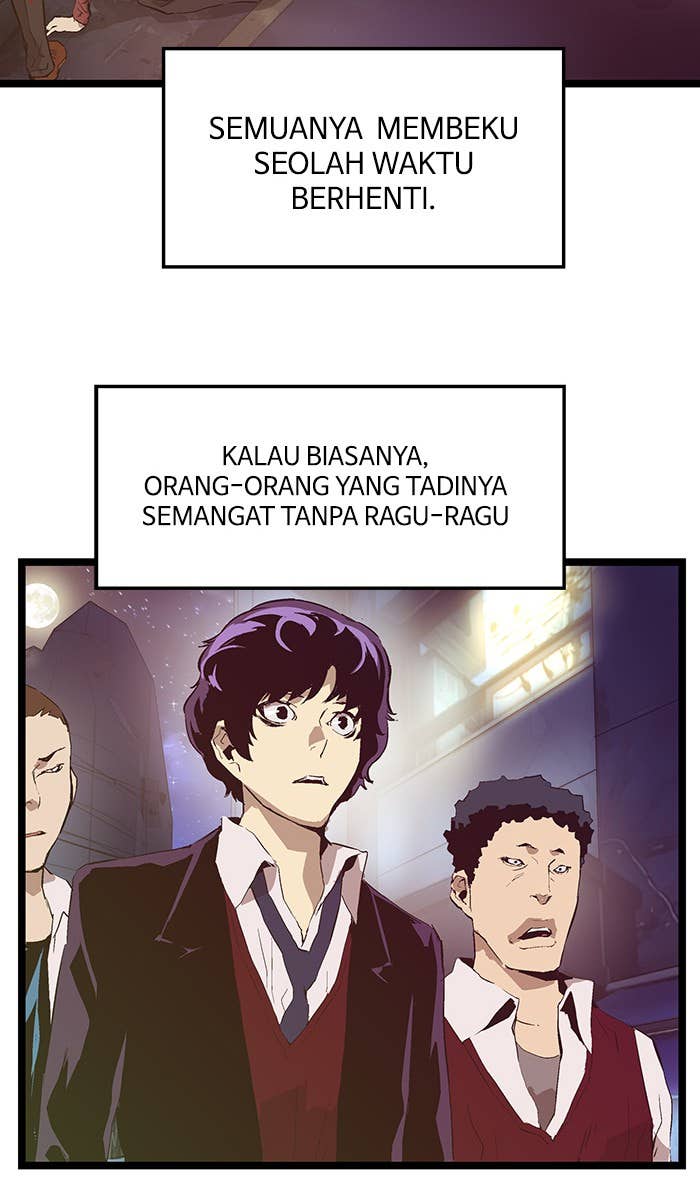 SEMUANYA MEMBEKU
SEOLAH WAKTU
BERHENTI.
KALAU BIASANYA,
ORANG-ORANG YANG TADINYA
SEMANGAT TANPA RAGU-RAGU